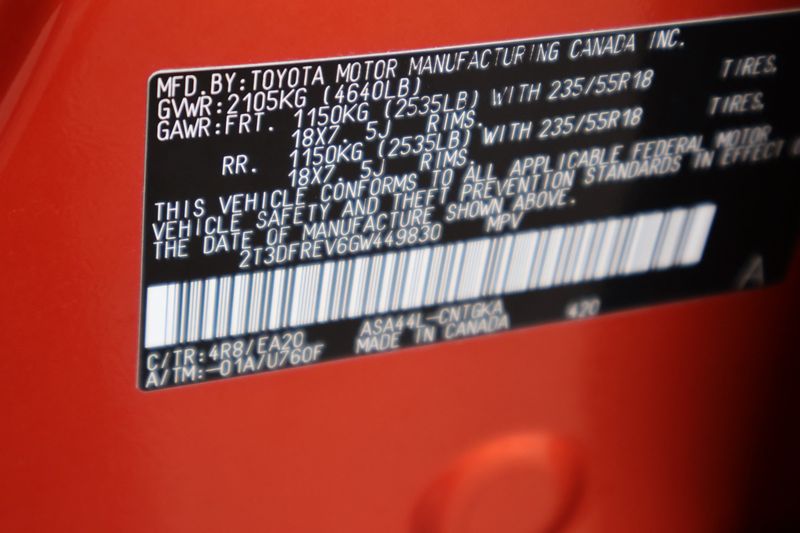 MFD.BY:TOYOTA MOTOR MANUFACTURING CANADA INC.
GVWR:2105KG (4640LB)
GAWR:FRT. 1150KG (2535LB) WITH 235/55R18 TIRES.
18X7. 5J RIMS.
RR. 1150KG (2535LB) WITH 235/55R18 TIRES.
18X7. 5J RIMS.
THIS VEHICLE CONFORMS TO ALL APPLICABLE FEDERAL MOTOR
VEHICLE SAFETY AND THEFT PREVENTION STANDARDS IN EFFECT
THE DATE OF MANUFACTURE SHOWN ABOVE.
2T3DFREV6GW449830 MPV
A
C/TR:4R8/EA20 ASA44L-CNTGKA 420
A/TM:-01A/U760F MADE IN CANADA